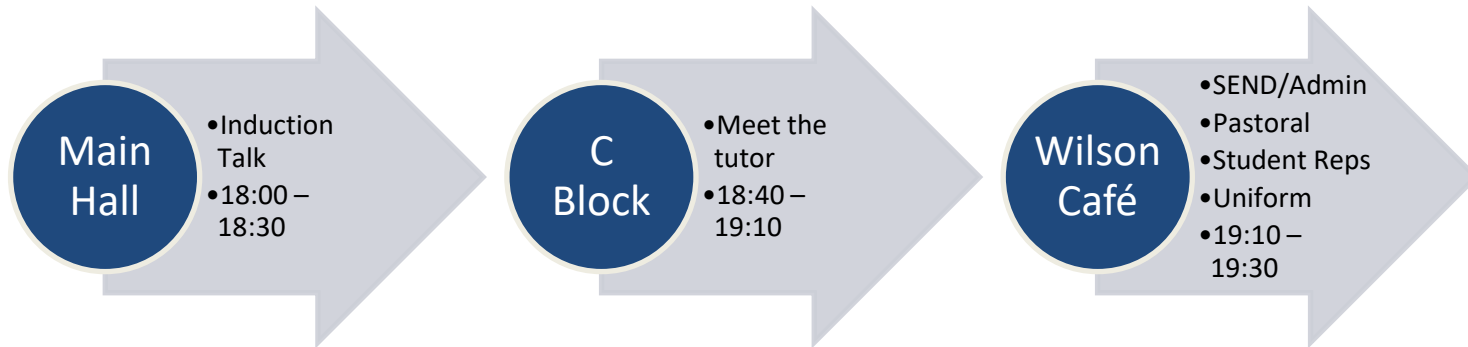 Main
Hall
•Induction
Talk
•18:00 –
18:30
C
Block
•Meet the
tutor
•18:40 –
19:10
Wilson
Café
•SEND/Admin
•Pastoral
•Student Reps
•Uniform
•19:10 –
19:30